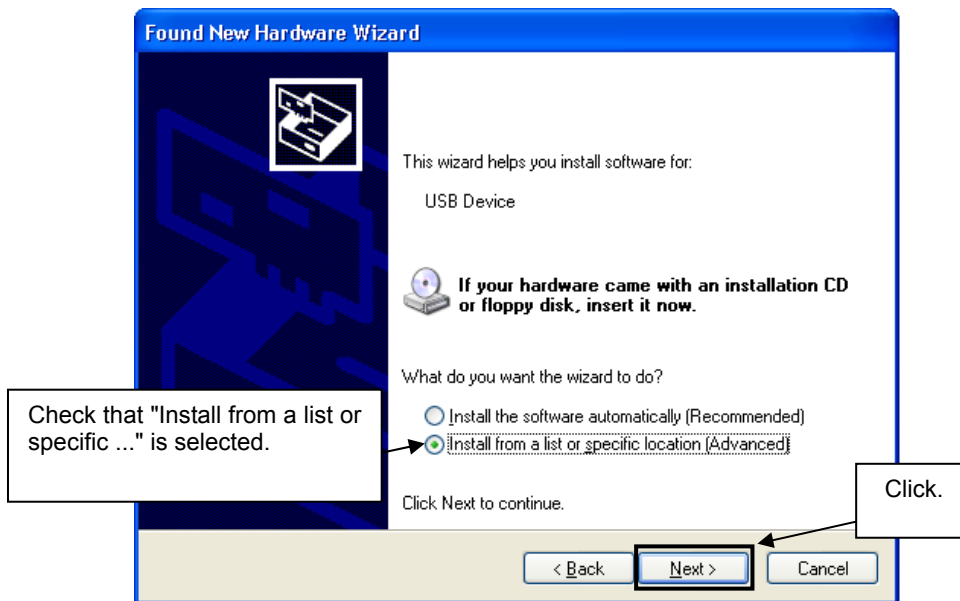 Found New Hardware Wizard
This wizard helps you install software for:
USB Device
If your hardware came with an installation CD
or floppy disk, insert it now.
What do you want the wizard to do?
Install the software automatically (Recommended)
Install from a list or specific location (Advanced)
Check that "Install from a list or
specific ..." is selected.
Click Next to continue.
Click.
< Back
Next >
Cancel